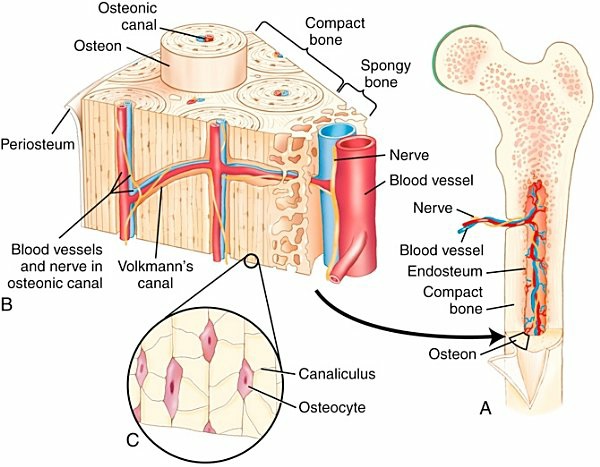 Osteonic
canal
Osteon
Compact
bone
Spongy
bone
Periosteum
Nerve
Blood vessel
Blood vessels
and nerve in
osteonic canal
Volkmann's
canal
B
Canaliculus
Osteocyte
C
Nerve
Blood vessel
Endosteum
Compact
bone
Osteon
A